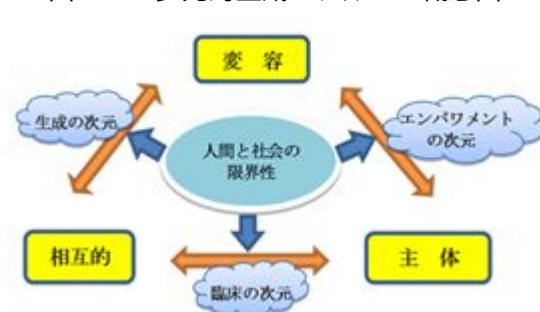 変 容
生成の次元
エンパワメント
の次元
人間と社会の
限界性
相互的
主 体
臨床の次元